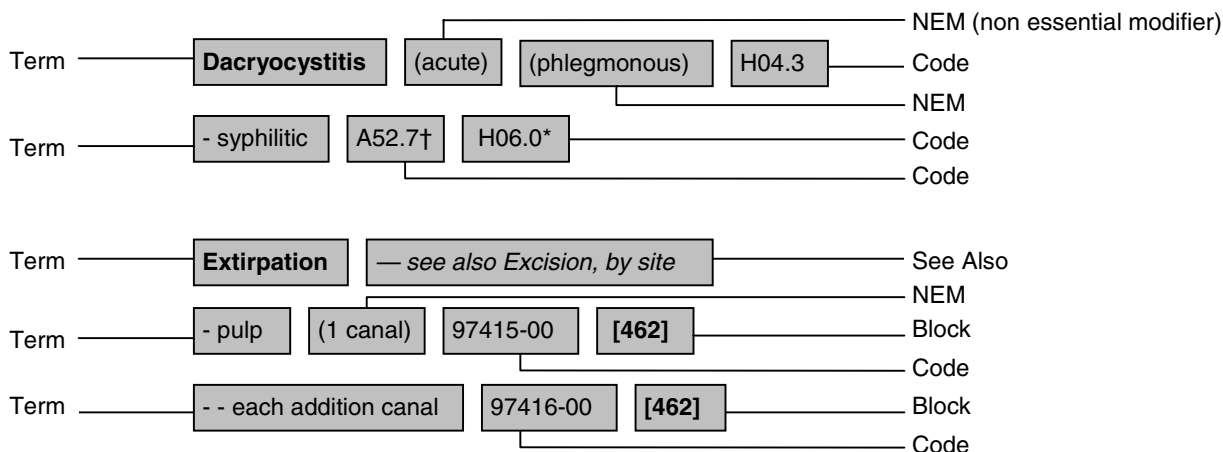 NEM (non essential modifier)
Term Dacryocystitis (acute) (phlegmonous) H04.3 Code
NEM
Term - syphilitic A52.7† H06.0* Code
Code
Term Extirpation — see also Excision, by site See Also
NEM
Term - pulp (1 canal) 97415-00 [462] Block
Code
Term - - each addition canal 97416-00 [462] Block
Code